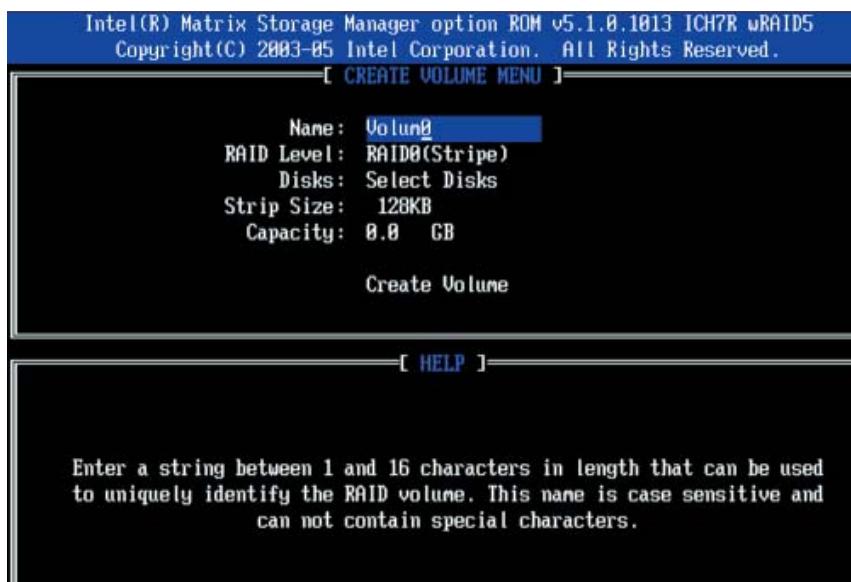 Intel(R) Matrix Storage Manager option ROM v5.1.0.1013 ICH7R wRAID5
Copyright(C) 2003-05 Intel Corporation. All Rights Reserved.
[ CREATE VOLUME MENU ]
Name: Volum0
RAID Level: RAID0(Stripe)
Disks: Select Disks
Strip Size: 128KB
Capacity: 0.0 GB
Create Volume
[ HELP ]
Enter a string between 1 and 16 characters in length that can be used
to uniquely identify the RAID volume. This name is case sensitive and
can not contain special characters.